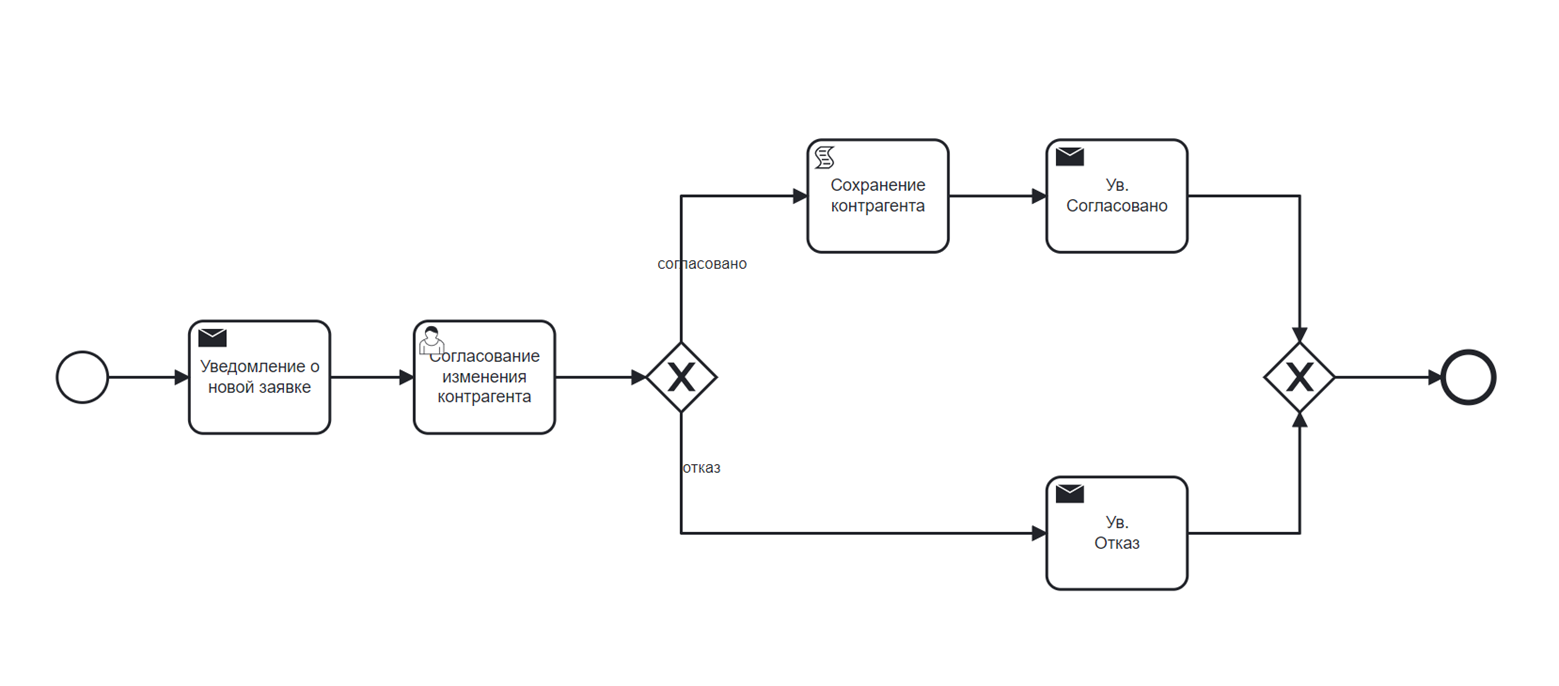 Уведомление о
новой заявке
Согласование
изменения
контрагента
согласовано
отказ
Сохранение
контрагента
Ув.
Согласовано
Ув.
Отказ